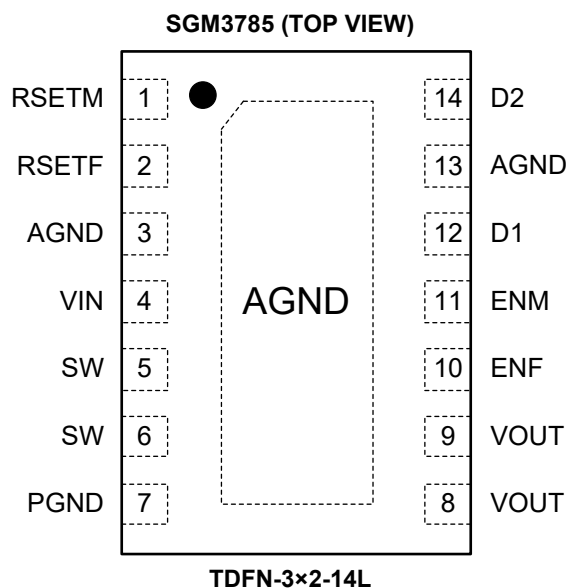 SGM3785 (TOP VIEW)
RSETM 1 14 D2
RSETF 2 13 AGND
AGND 3 12 D1
VIN 4 AGND 11 ENM
SW 5 10 ENF
SW 6 9 VOUT
PGND 7 8 VOUT
TDFN-3×2-14L